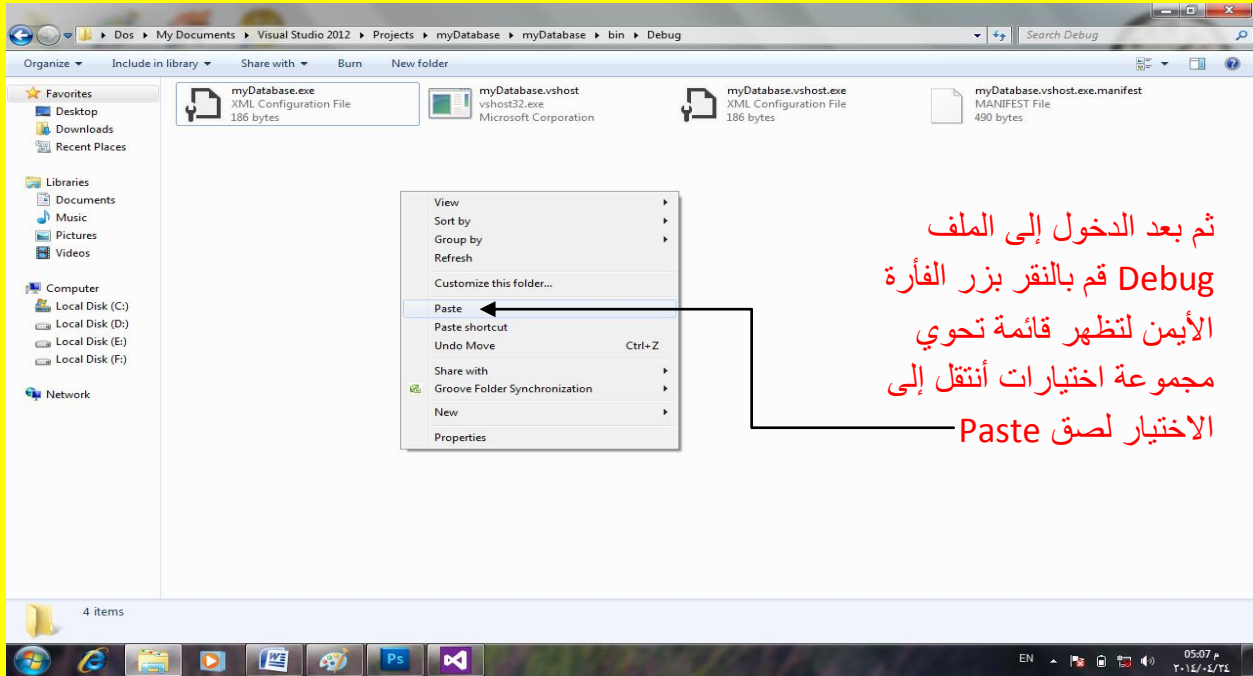 Dos ▸ My Documents ▸ Visual Studio 2012 ▸ Projects ▸ myDatabase ▸ myDatabase ▸ bin ▸ Debug
Search Debug
Organize Include in library Share with Burn New folder
Favorites
Desktop
Downloads
Recent Places
Libraries
Documents
Music
Pictures
Videos
Computer
Local Disk (C:)
Local Disk (D:)
Local Disk (E:)
Local Disk (F:)
Network
myDatabase.exe
XML Configuration File
186 bytes
myDatabase.vshost
vshost32.exe
Microsoft Corporation
myDatabase.vshost.exe
XML Configuration File
186 bytes
myDatabase.vshost.exe.manifest
MANIFEST File
490 bytes
View
Sort by
Group by
Refresh
Customize this folder...
Paste
Paste shortcut
Undo Move Ctrl+Z
Share with
Groove Folder Synchronization
New
Properties
ثم بعد الدخول إلى الملف
Debug قم بالنقر بزر الفأرة
الأيمن لتظهر قائمة تحوي
مجموعة اختيارات أنتقل إلى
الاختيار لصق Paste
4 items
Ps
EN
05:07 م
٢٠١٤/٠٤/٢٤